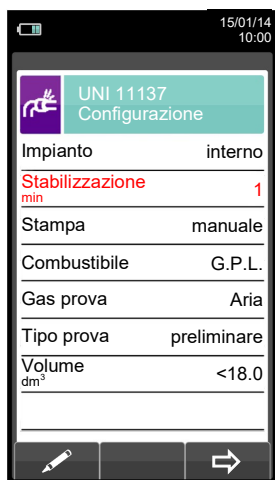 15/01/14
10:00
UNI 11137
Configurazione
Impianto interno
Stabilizzazione 1
min
Stampa manuale
Combustibile G.P.L.
Gas prova Aria
Tipo prova preliminare
Volume <18.0
dm³